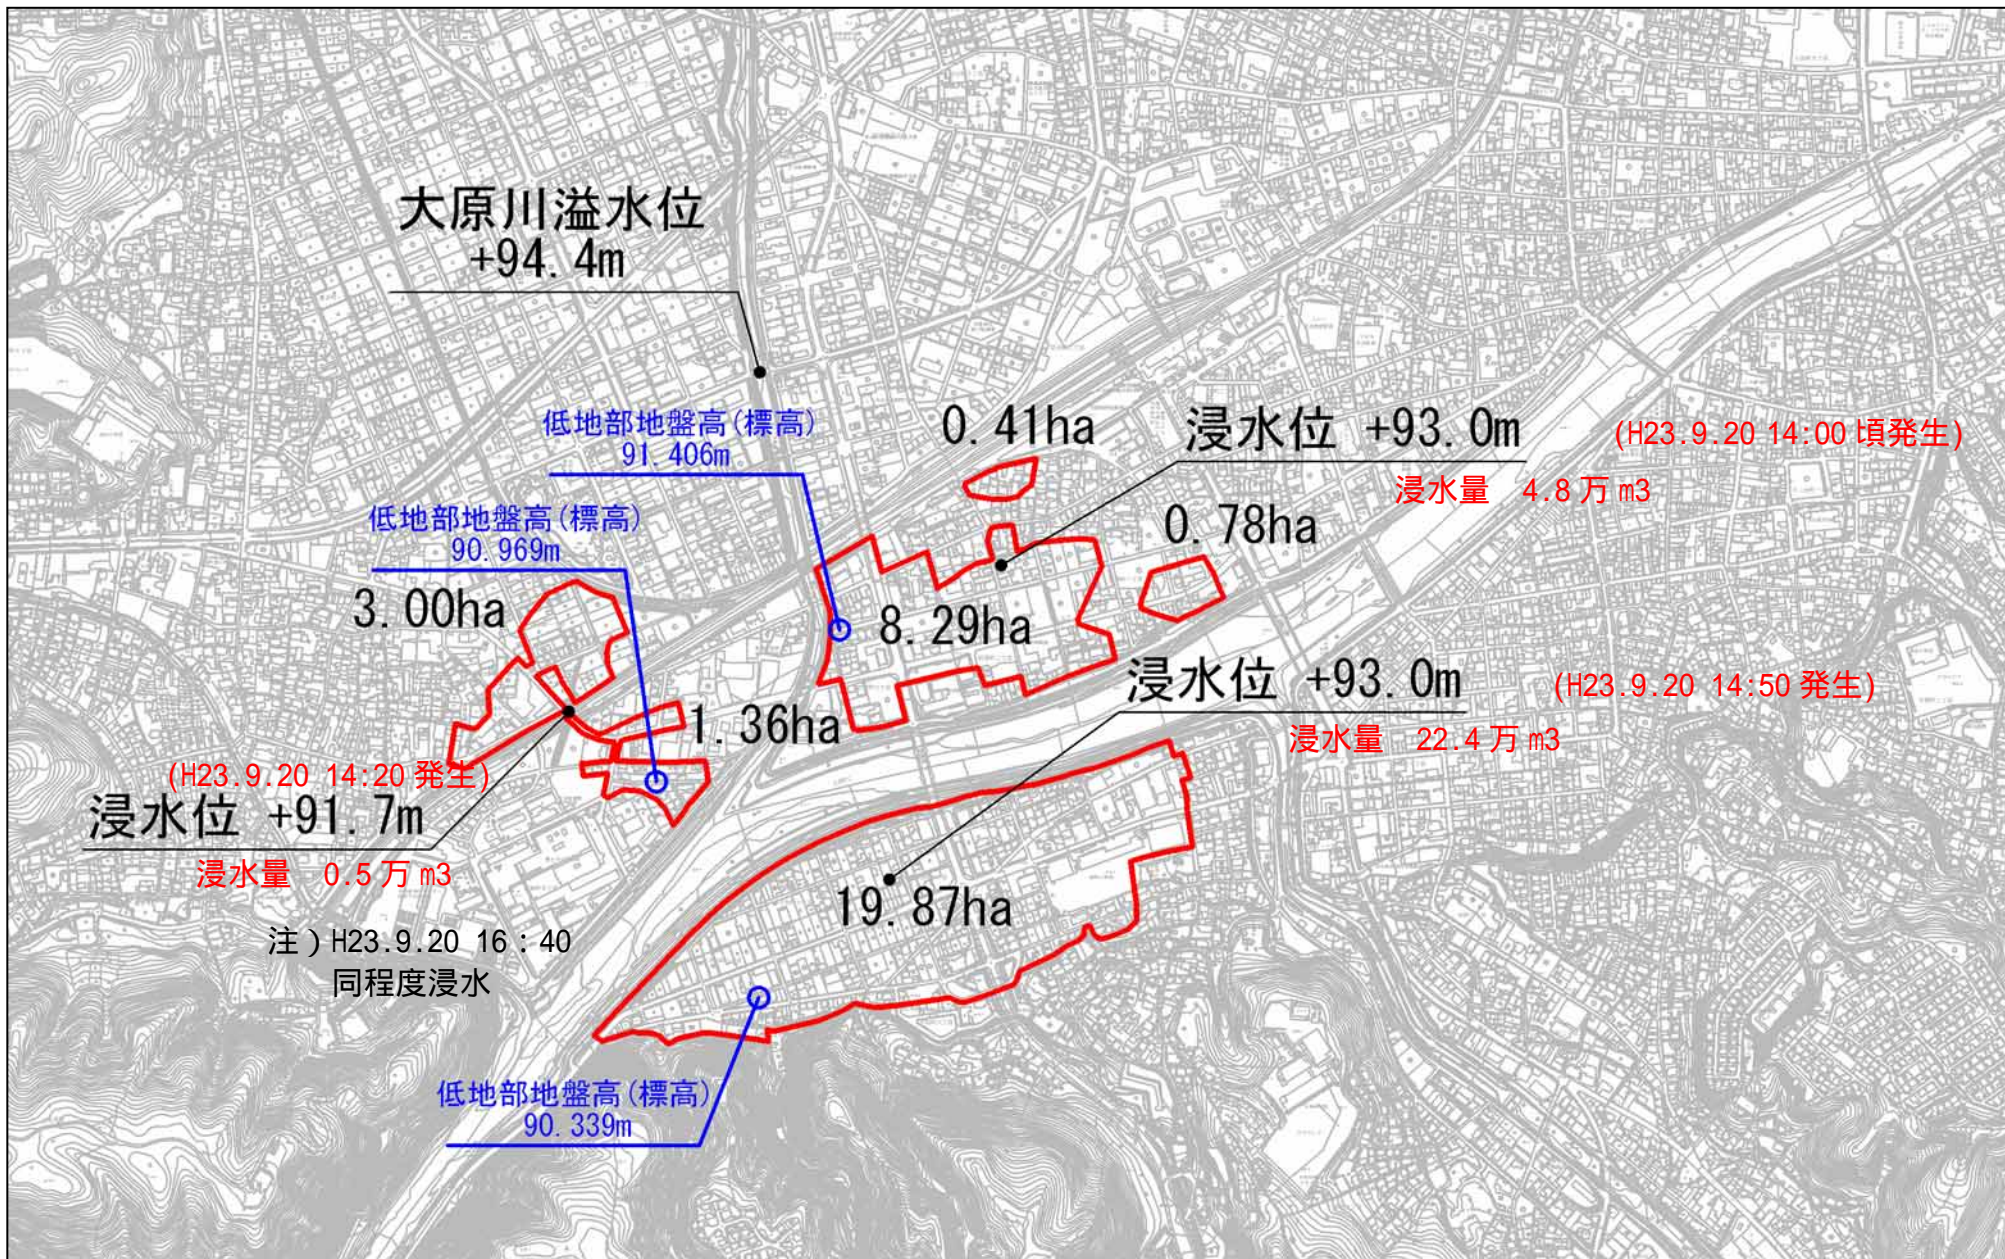 大原川溢水位
+94.4m
低地部地盤高(標高)
91.406m
0.41ha
浸水位 +93.0m
(H23.9.20 14:00 頃発生)
浸水量 4.8 万 m3
低地部地盤高(標高)
90.969m
0.78ha
3.00ha
8.29ha
浸水位 +93.0m
(H23.9.20 14:50 発生)
浸水量 22.4 万 m3
1.36ha
(H23.9.20 14:20 発生)
浸水位 +91.7m
浸水量 0.5 万 m3
19.87ha
注）H23.9.20 16：40
同程度浸水
低地部地盤高(標高)
90.339m